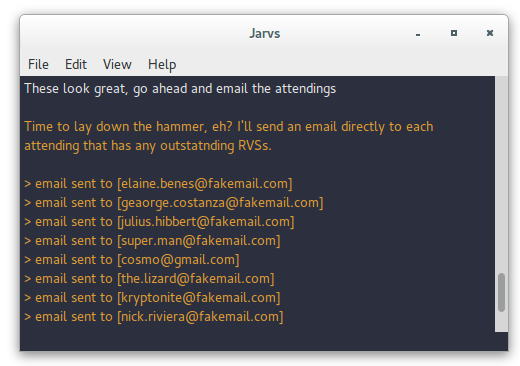 Jarvs
File Edit View Help
These look great, go ahead and email the attendings
Time to lay down the hammer, eh? I'll send an email directly to each
attending that has any outstatnding RVSs.
> email sent to [elaine.benes@fakemail.com]
> email sent to [geaorge.costanza@fakemail.com]
> email sent to [julius.hibbert@fakemail.com]
> email sent to [super.man@fakemail.com]
> email sent to [cosmo@gmail.com]
> email sent to [the.lizard@fakemail.com]
> email sent to [kryptonite@fakemail.com]
> email sent to [nick.riviera@fakemail.com]